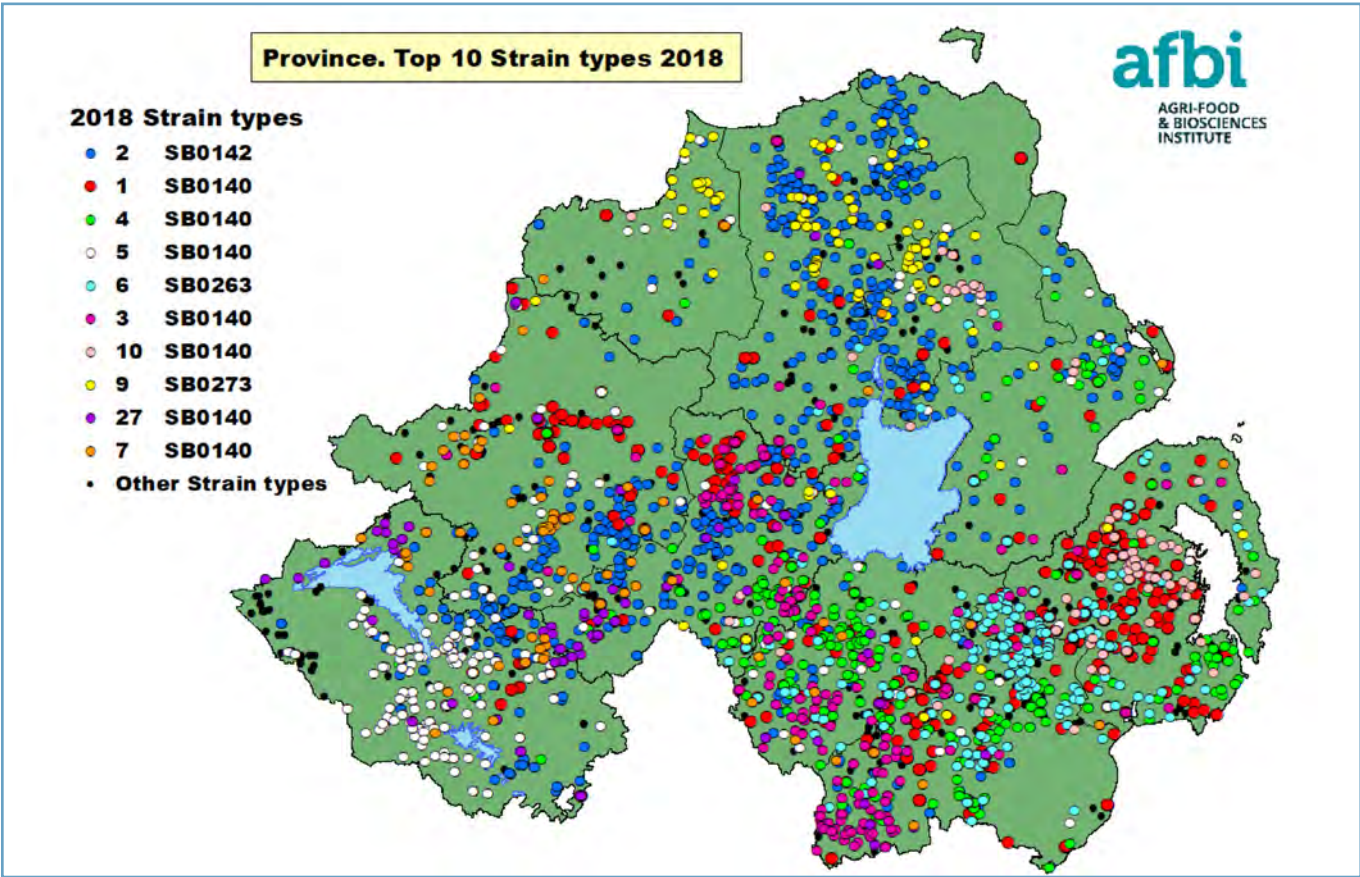 Province. Top 10 Strain types 2018
afbi
AGRI-FOOD
& BIOSCIENCES
INSTITUTE
2018 Strain types
2 SB0142
1 SB0140
4 SB0140
5 SB0140
6 SB0263
3 SB0140
10 SB0140
9 SB0273
27 SB0140
7 SB0140
Other Strain types